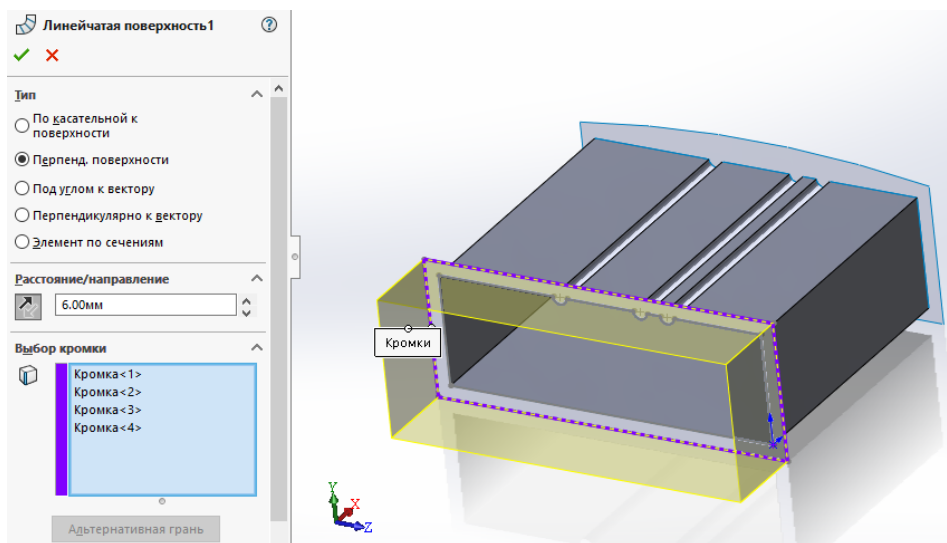 Линейчатая поверхность1
Тип
По касательной к
поверхности
Перпенд. поверхности
Под углом к вектору
Перпендикулярно к вектору
Элемент по сечениям
Расстояние/направление
6.00мм
Выбор кромки
Кромка<1>
Кромка<2>
Кромка<3>
Кромка<4>
Альтернативная грань
Кромки
Y
X
Z